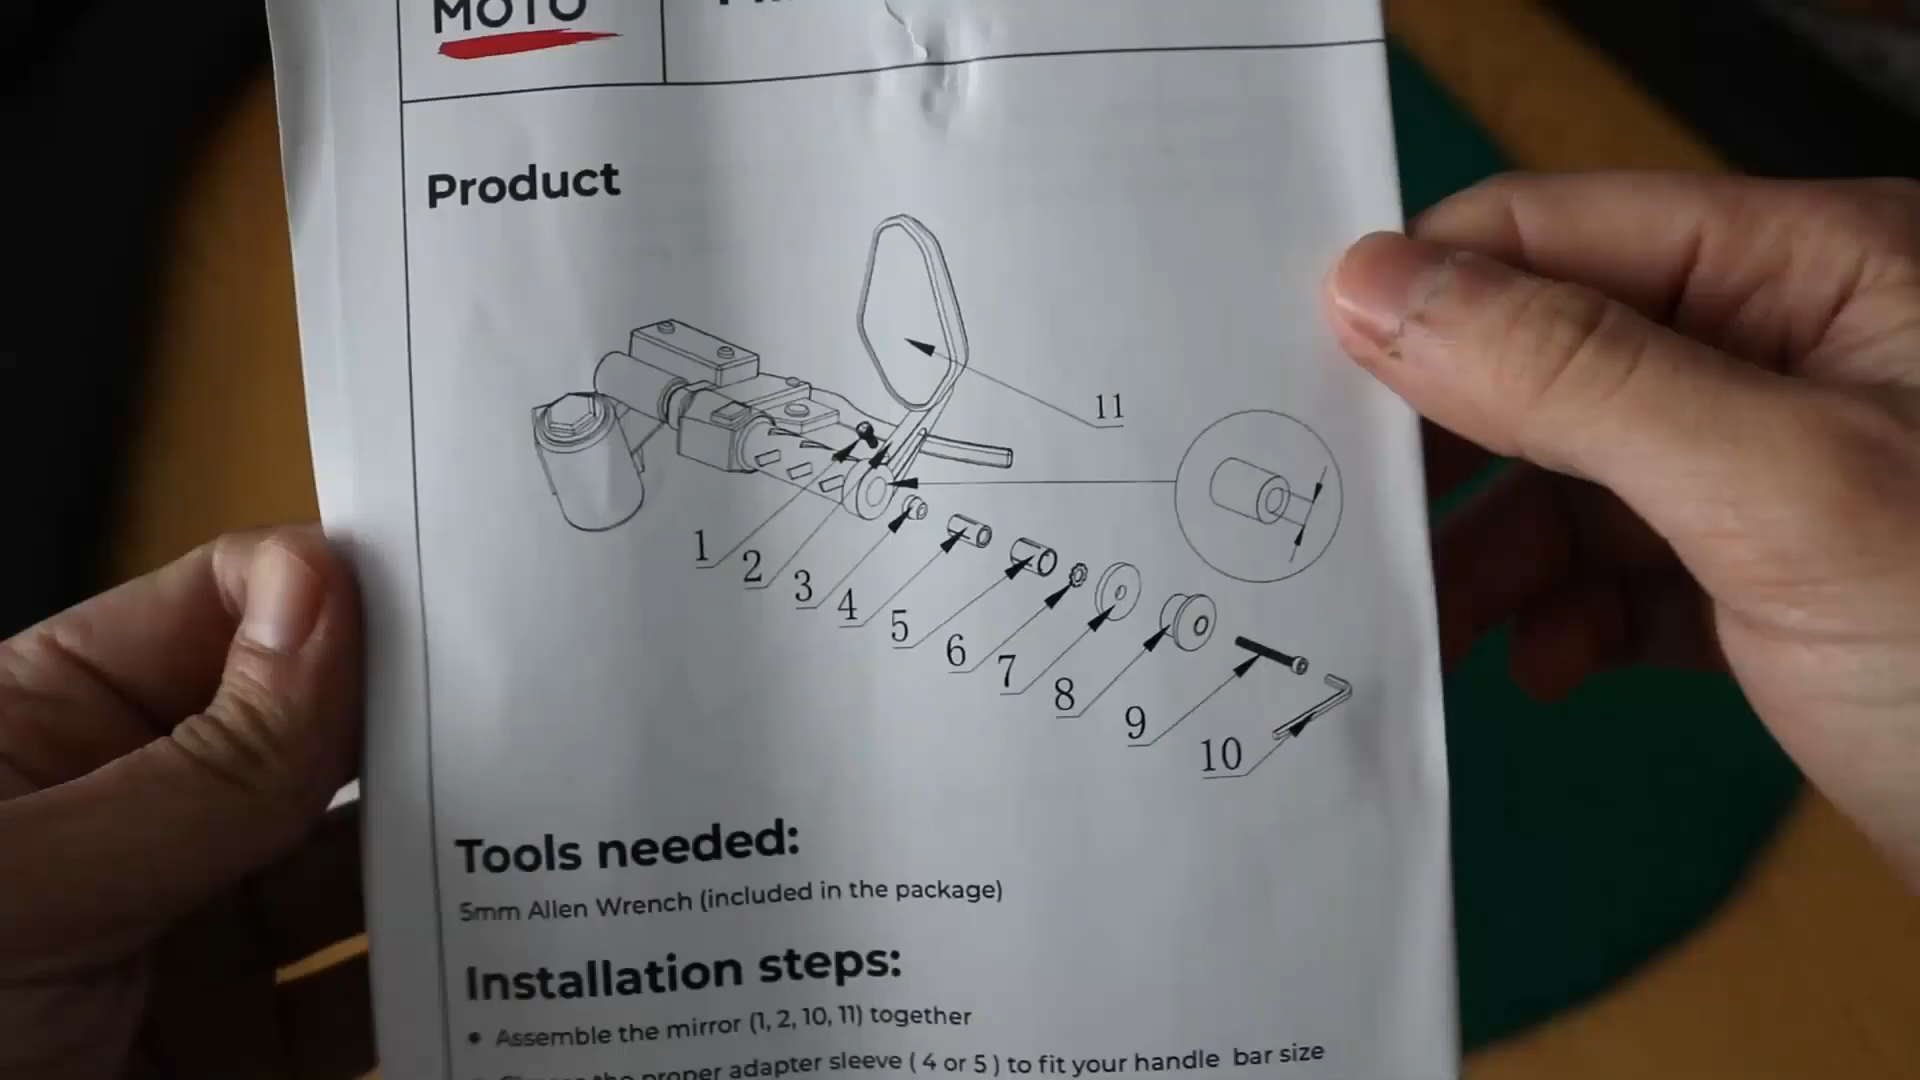 MOTO
Product
11
1
2
3
4
5
6
7
8
9
10
Tools needed:
5mm Allen Wrench (included in the package)
Installation steps:
• Assemble the mirror (1, 2, 10, 11) together
the proper adapter sleeve ( 4 or 5 ) to fit your handle bar size